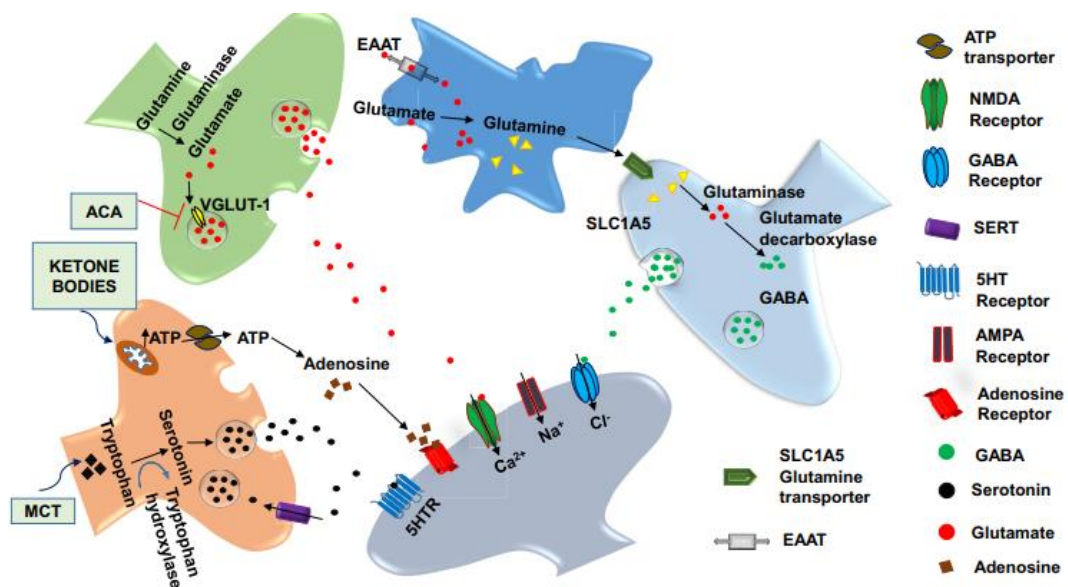 Glutamine
Glutaminase
Glutamate
VGLUT-1
ACA
KETONE
BODIES
ATP
ATP
Adenosine
Tryptophan
Serotonin
Tryptophan
hydroxylase
MCT
EAAT
Glutamate
Glutamine
SLC1A5
Glutaminase
Glutamate
decarboxylase
GABA
5HTR
Ca2+
Na+
Cl-
SLC1A5
Glutamine
transporter
EAAT
ATP
transporter
NMDA
Receptor
GABA
Receptor
SERT
5HT
Receptor
AMPA
Receptor
Adenosine
Receptor
GABA
Serotonin
Glutamate
Adenosine